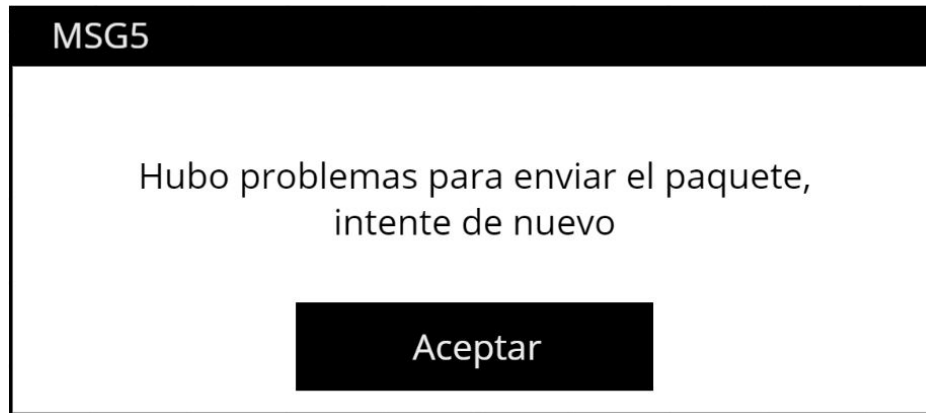 MSG5
Hubo problemas para enviar el paquete,
intente de nuevo
Aceptar